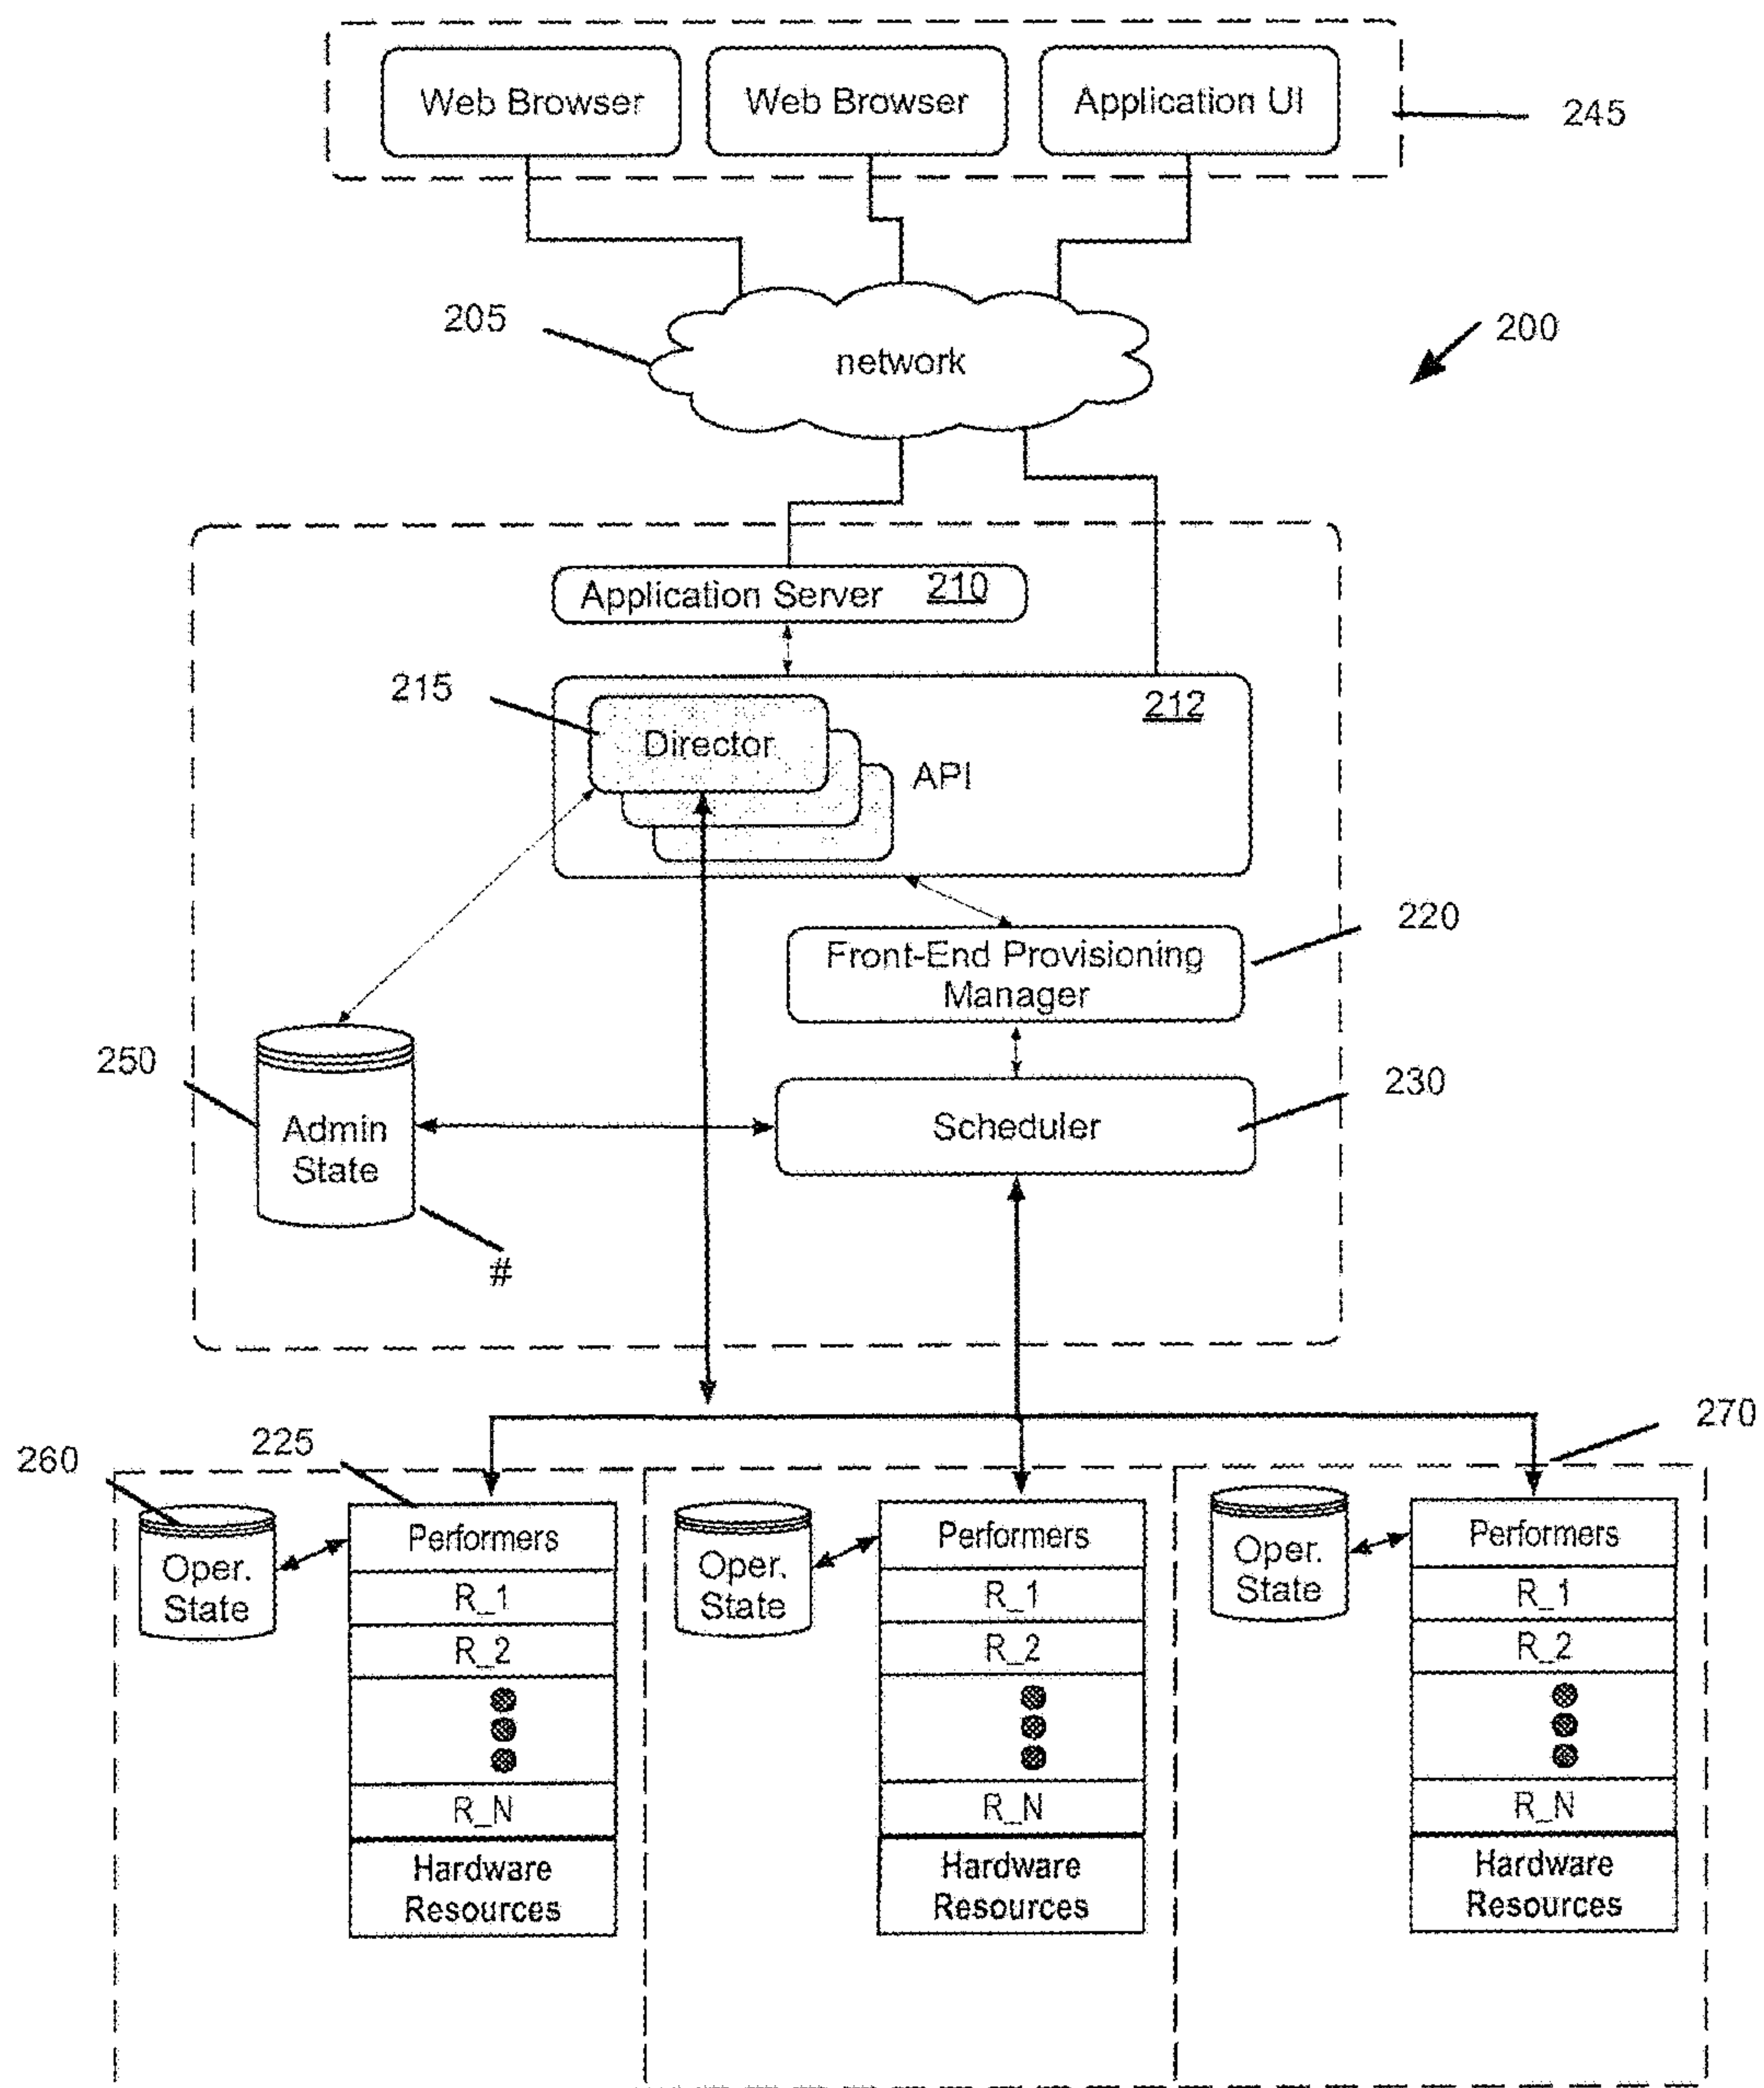 Web Browser
Web Browser
Application UI
245
205
network
200
Application Server 210
215
212
Director
API
220
Front-End Provisioning
Manager
250
230
Admin
State
Scheduler
#
270
260
225
Performers
Performers
Performers
Oper.
State
Oper.
State
Oper.
State
R_1
R_1
R_1
R_2
R_2
R_2
R_N
R_N
R_N
Hardware
Resources
Hardware
Resources
Hardware
Resources